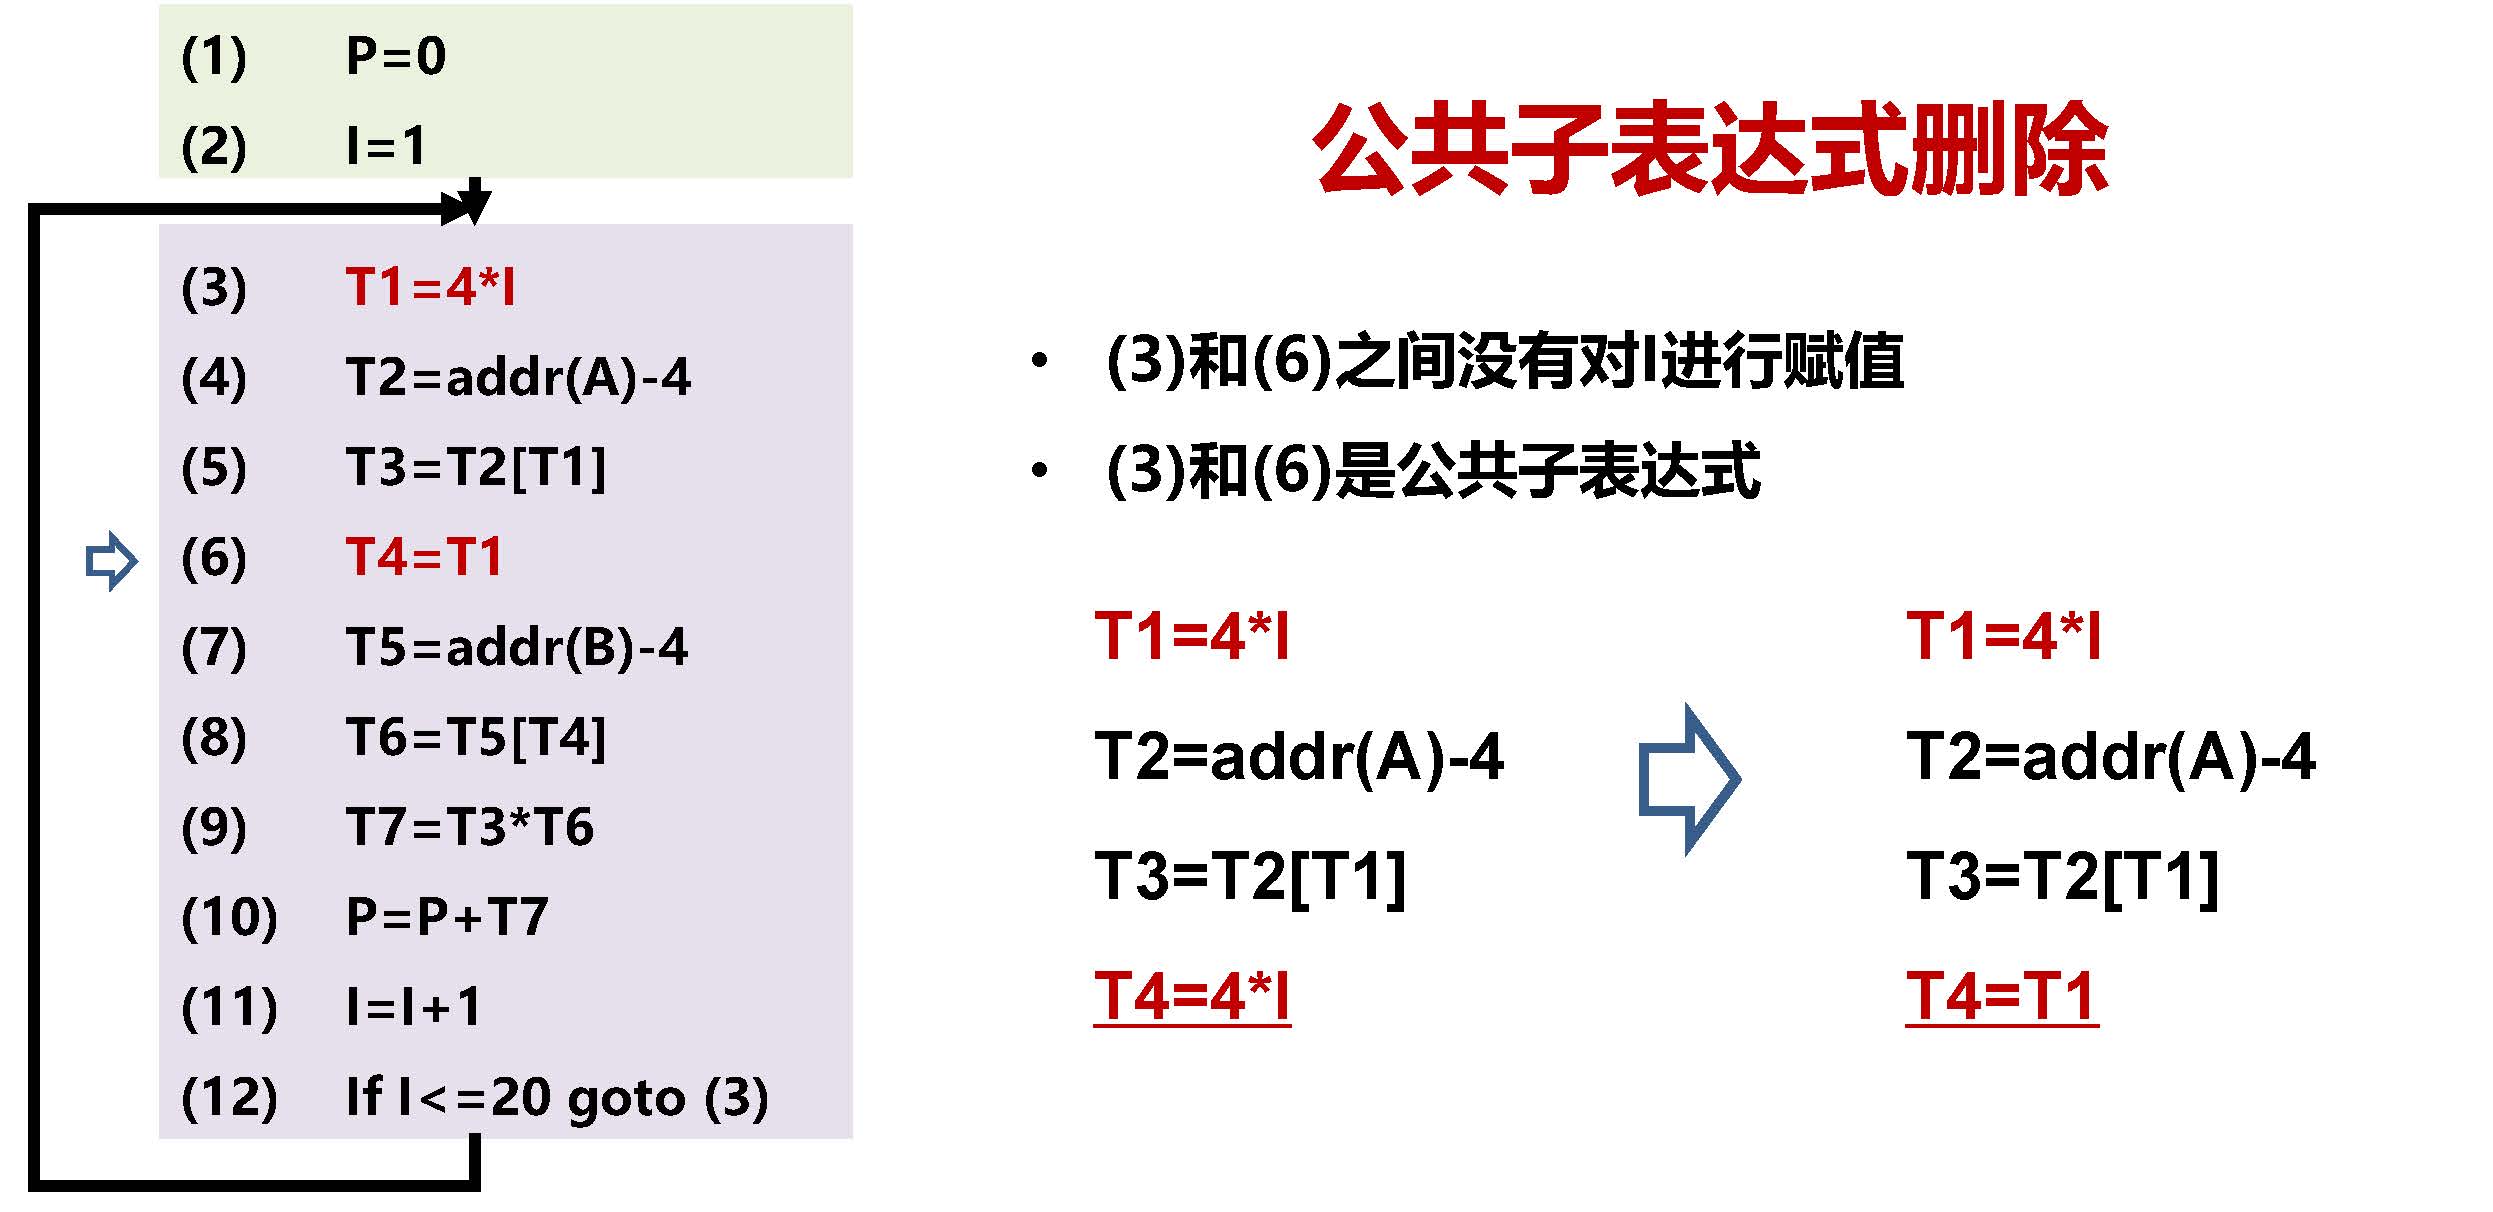 (1) P=0
(2) I=1
(3) T1=4*I
(4) T2=addr(A)-4
(5) T3=T2[T1]
(6) T4=T1
(7) T5=addr(B)-4
(8) T6=T5[T4]
(9) T7=T3*T6
(10) P=P+T7
(11) I=I+1
(12) If I<=20 goto (3)
公共子表达式删除
• (3)和(6)之间没有对I进行赋值
• (3)和(6)是公共子表达式
T1=4*I
T2=addr(A)-4
T3=T2[T1]
T4=4*I
T1=4*I
T2=addr(A)-4
T3=T2[T1]
T4=T1